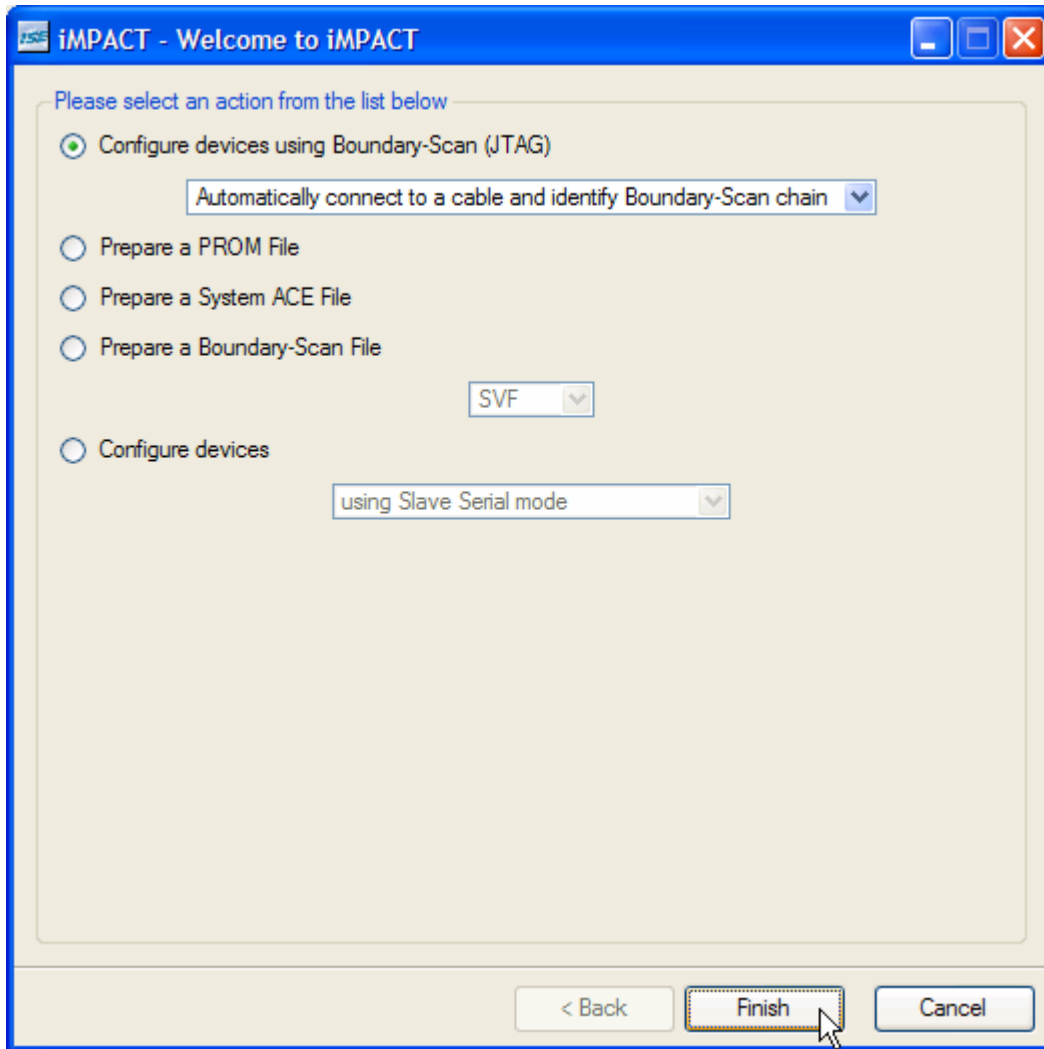 ISE iMPACT - Welcome to iMPACT
Please select an action from the list below
Configure devices using Boundary-Scan (JTAG)
Automatically connect to a cable and identify Boundary-Scan chain
Prepare a PROM File
Prepare a System ACE File
Prepare a Boundary-Scan File
SVF
Configure devices
using Slave Serial mode
< Back Finish Cancel